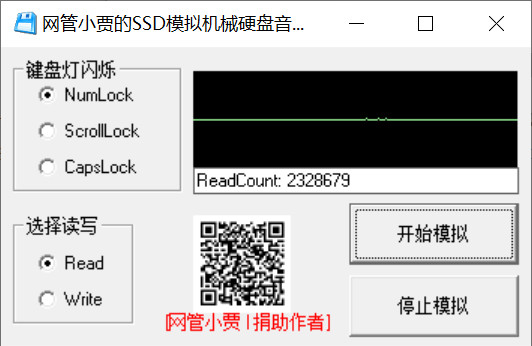 网管小贾的SSD模拟机械硬盘音...
键盘灯闪烁
NumLock
ScrollLock
CapsLock
ReadCount: 2328679
选择读写
Read
Write
[网管小贾 | 捐助作者]
开始模拟
停止模拟